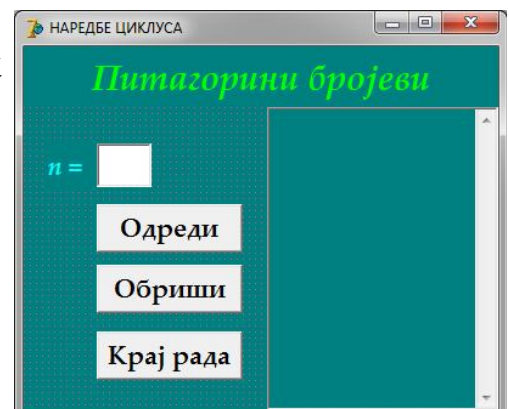 НАРЕДБЕ ЦИКЛУСА
Питагорини бројеви
n =
Одреди
Обриши
Крај рада